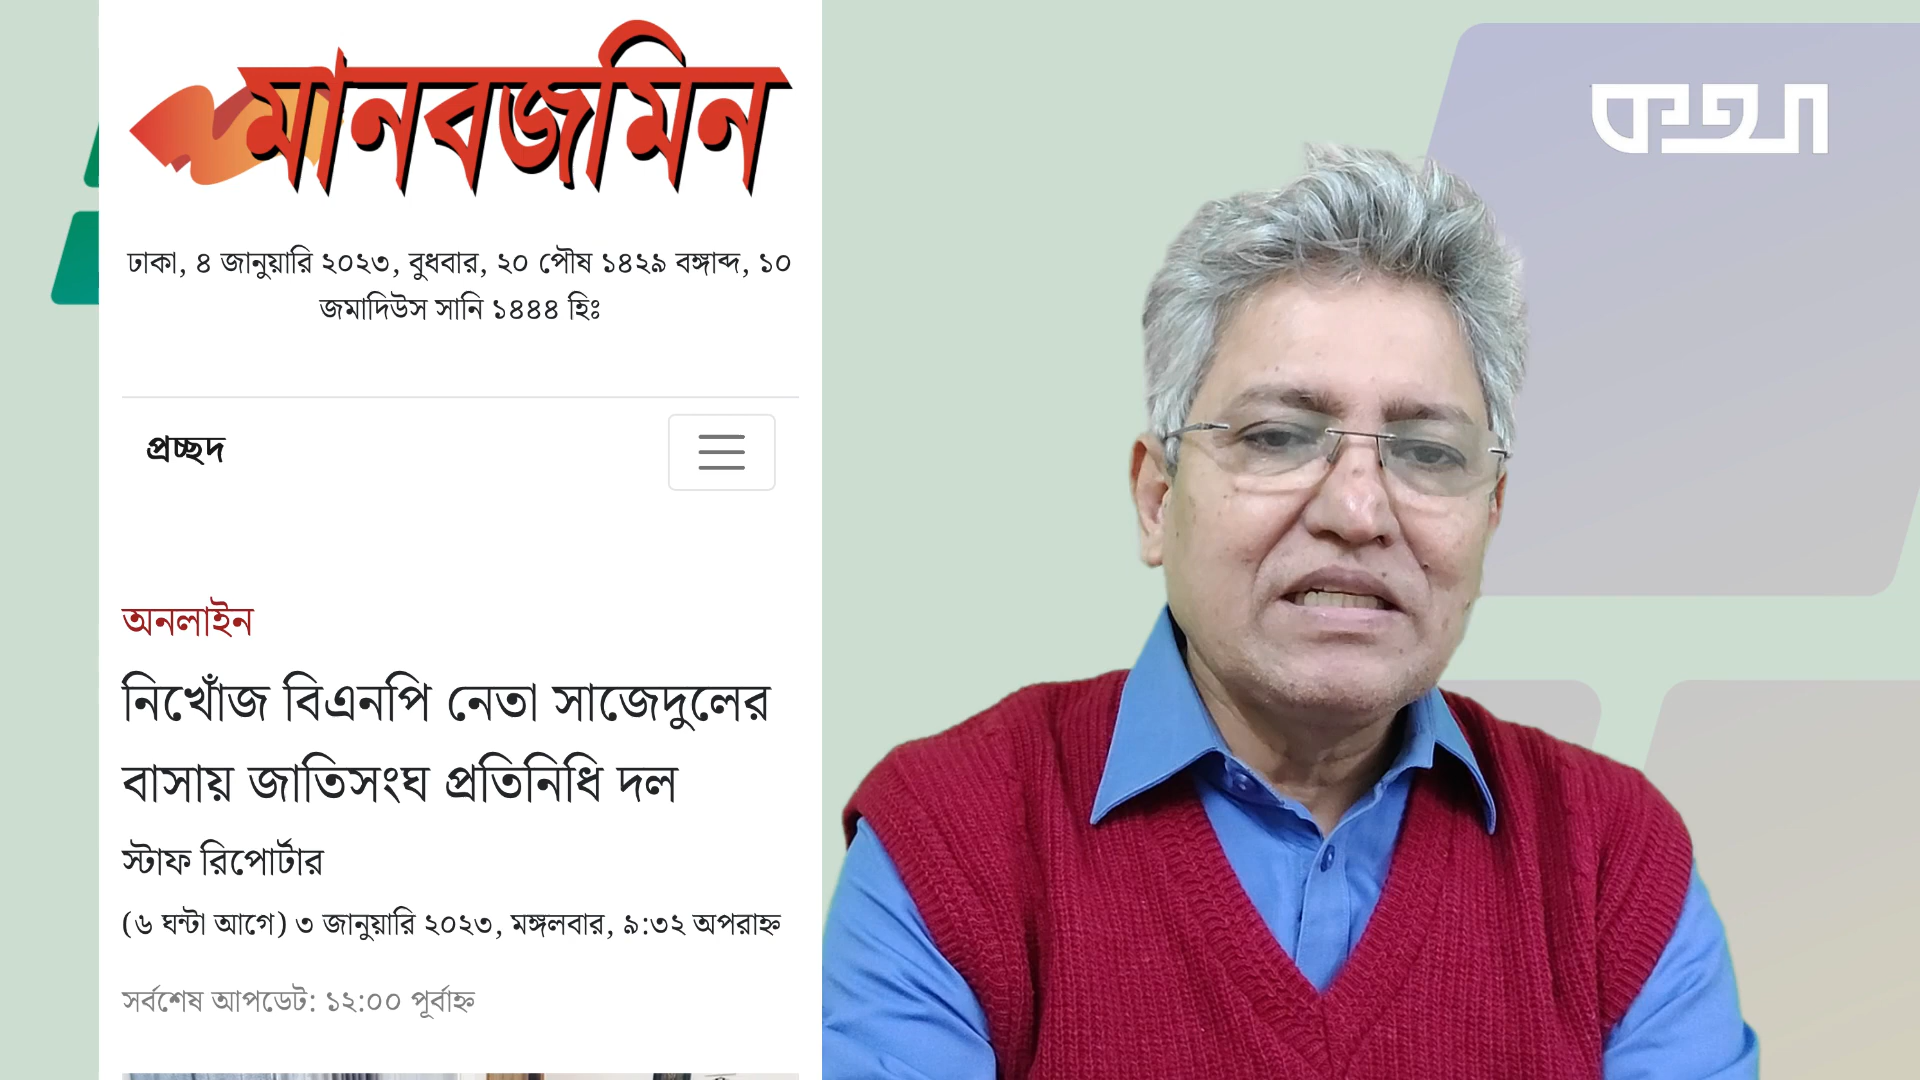 মানবজমিন
ঢাকা, ৪ জানুয়ারি ২০২৩, বুধবার, ২০ পৌষ ১৪২৯ বঙ্গাব্দ, ১০
জমাদিউস সানি ১৪৪৪ হিঃ
প্রচ্ছদ
অনলাইন
নিখোঁজ বিএনপি নেতা সাজেদুলের
বাসায় জাতিসংঘ প্রতিনিধি দল
স্টাফ রিপোর্টার
(৬ ঘন্টা আগে) ৩ জানুয়ারি ২০২৩, মঙ্গলবার, ৯:৩২ অপরাহ্ন
সর্বশেষ আপডেট: ১২:০০ পূর্বাহ্ন
কথা